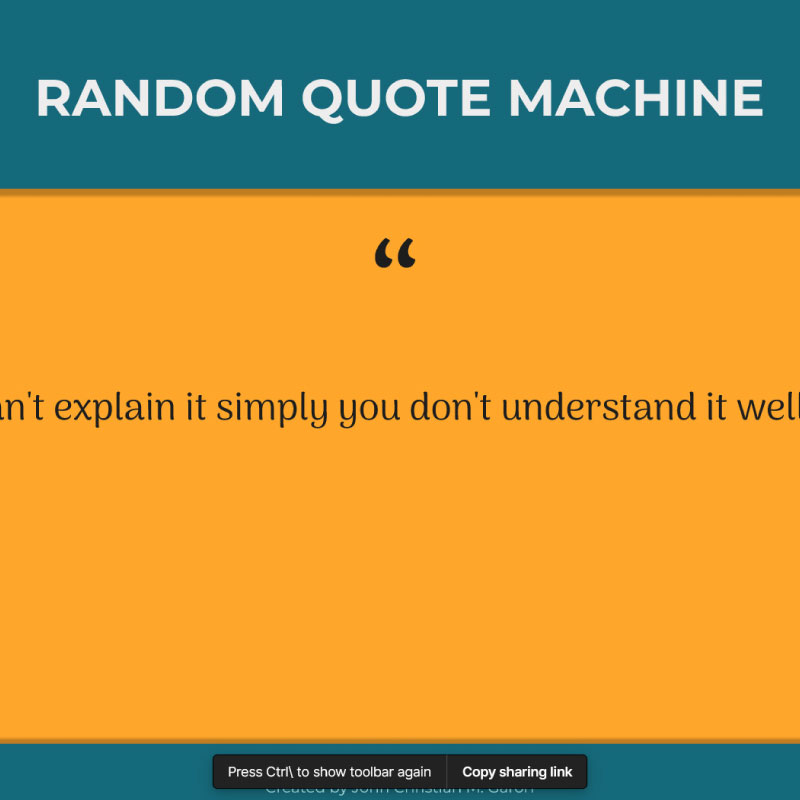 RANDOM QUOTE MACHINE
“
n't explain it simply you don't understand it well
Press Ctrl\ to show toolbar again Copy sharing link
Created by John Christian M.